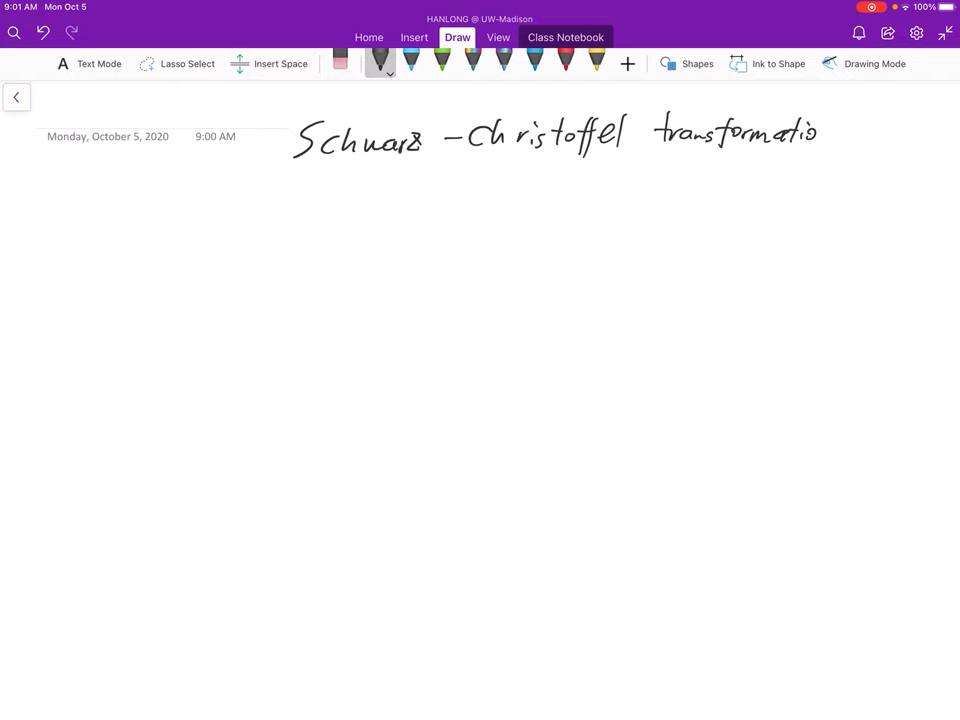 9:01 AM Mon Oct 5 100%
HANLONG @ UW-Madison
Home Insert Draw View Class Notebook
A Text Mode Lasso Select Insert Space + Shapes Ink to Shape Drawing Mode
Monday, October 5, 2020 9:00 AM
Schwarz - Christoffel transformatio